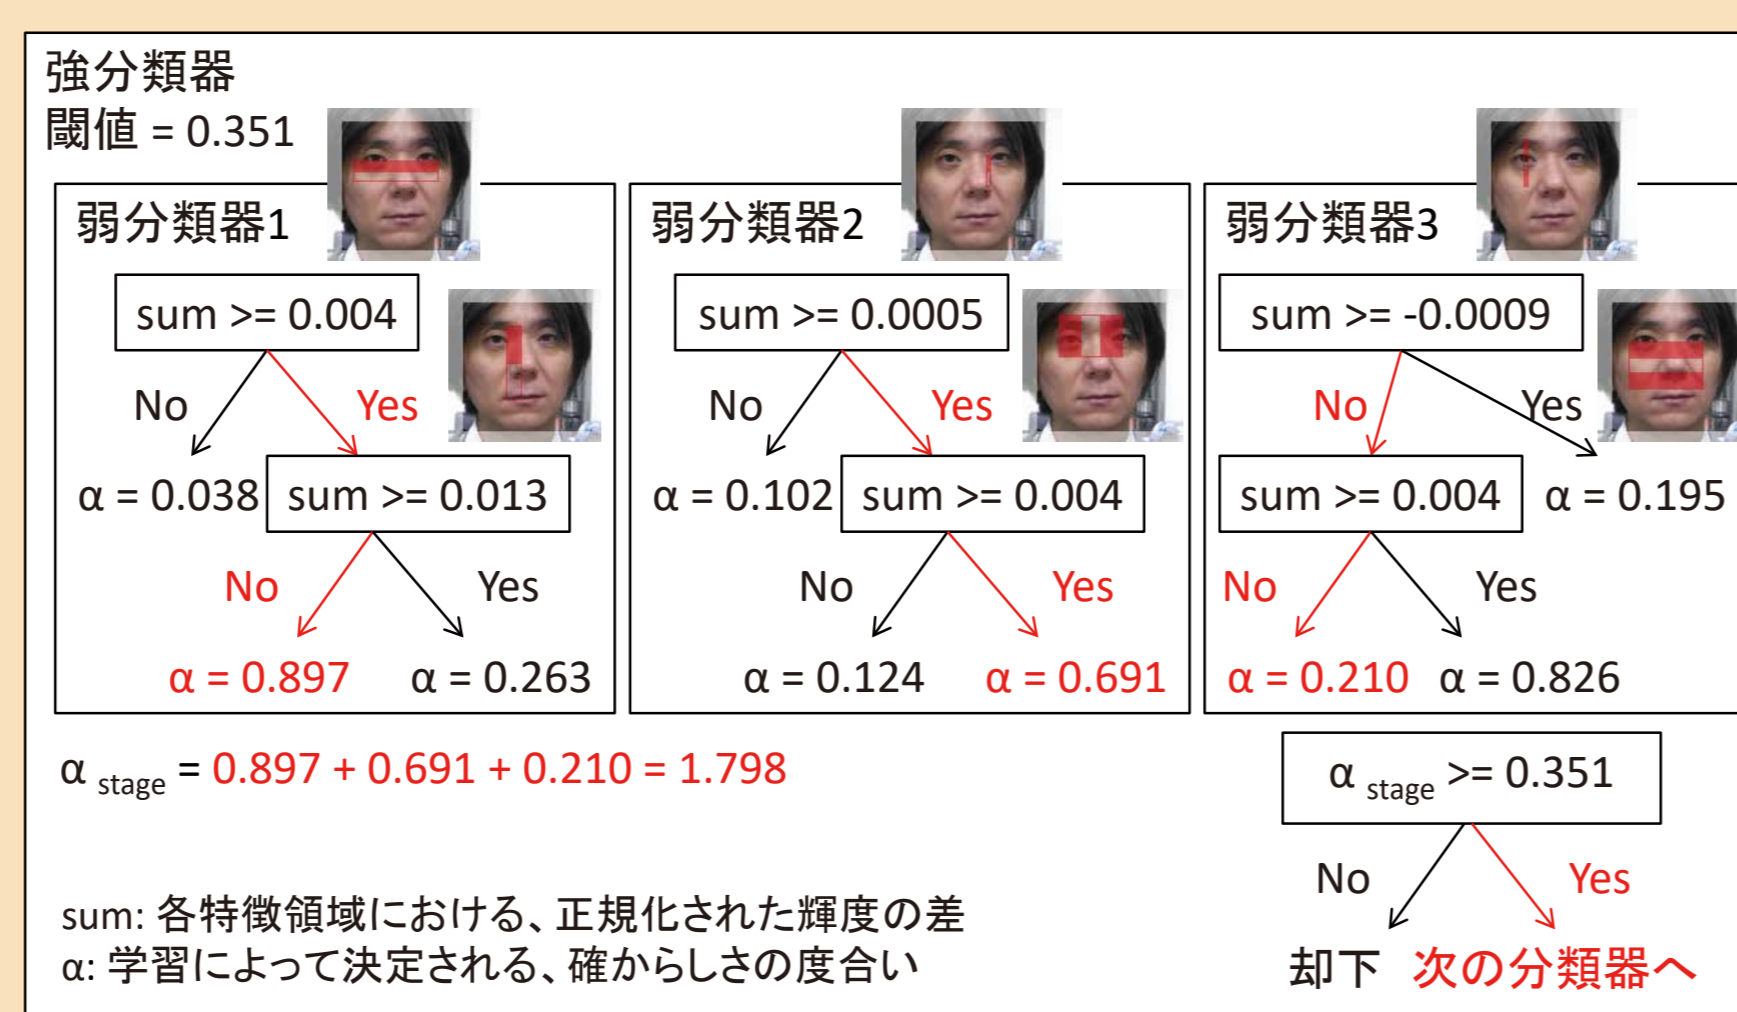 強分類器
閾値 = 0.351
弱分類器1
sum >= 0.004
No
Yes
α = 0.038
sum >= 0.013
No
Yes
α = 0.897
α = 0.263
弱分類器2
sum >= 0.0005
No
Yes
α = 0.102
sum >= 0.004
No
Yes
α = 0.124
α = 0.691
弱分類器3
sum >= -0.0009
No
Yes
sum >= 0.004
α = 0.195
No
Yes
α = 0.210
α = 0.826
α stage = 0.897 + 0.691 + 0.210 = 1.798
α stage >= 0.351
No
Yes
却下
次の分類器へ
sum: 各特徴領域における、正規化された輝度の差
α: 学習によって決定される、確からしさの度合い